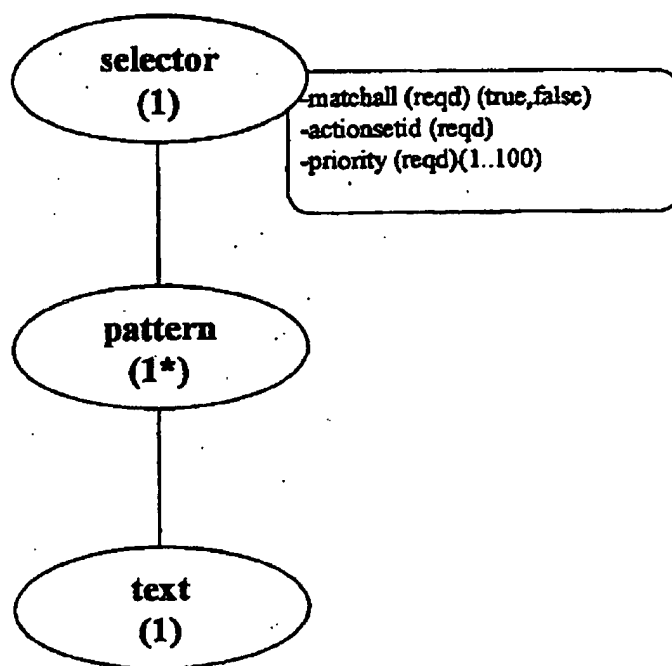 selector
(1)
-matchall (reqd) (true,false)
-actionsetid (reqd)
-priority (reqd)(1..100)
pattern
(1*)
text
(1)